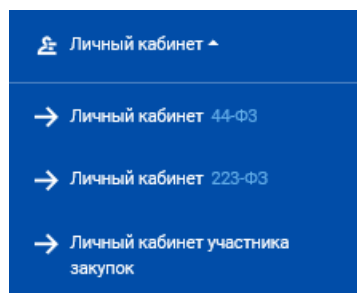 Личный кабинет
Личный кабинет 44-ФЗ
Личный кабинет 223-ФЗ
Личный кабинет участника
закупок